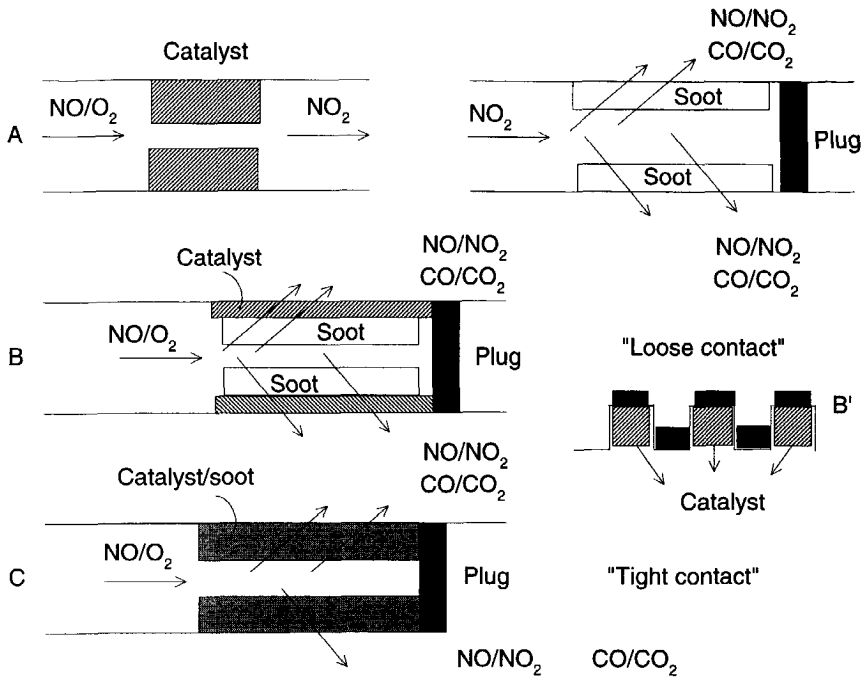 NO/NO2
CO/CO2
Catalyst
NO/O2
NO2
A
NO2
Soot
Soot
Plug
NO/NO2
CO/CO2
NO/NO2
CO/CO2
Catalyst
B
NO/O2
Soot
Soot
Plug
"Loose contact"
B'
Catalyst
NO/NO2
CO/CO2
Catalyst/soot
C
NO/O2
Plug
"Tight contact"
NO/NO2 CO/CO2